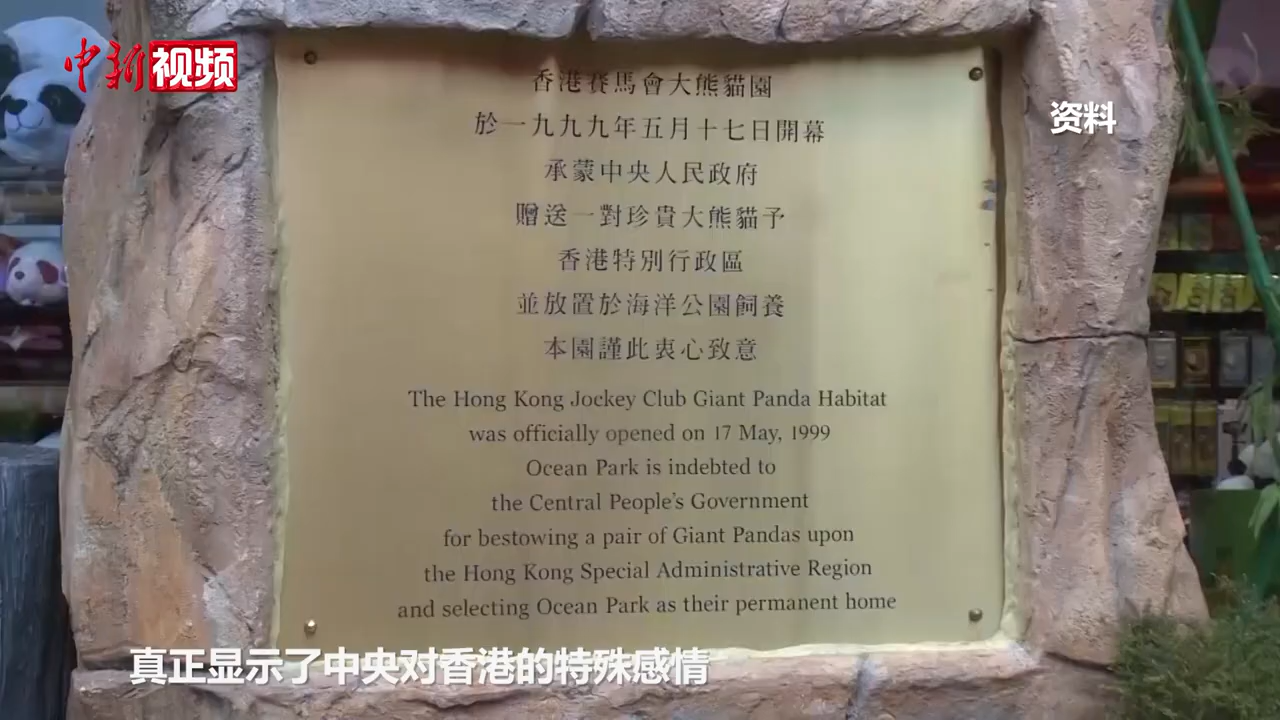 中新视频
资料
香港賽馬會大熊貓園
於一九九九年五月十七日開幕
承蒙中央人民政府
贈送一對珍貴大熊貓予
香港特別行政區
並放置於海洋公園飼養
本園謹此衷心致意
The Hong Kong Jockey Club Giant Panda Habitat
was officially opened on 17 May, 1999
Ocean Park is indebted to
the Central People's Government
for bestowing a pair of Giant Pandas upon
the Hong Kong Special Administrative Region
and selecting Ocean Park as their permanent home
真正显示了中央对香港的特殊感情